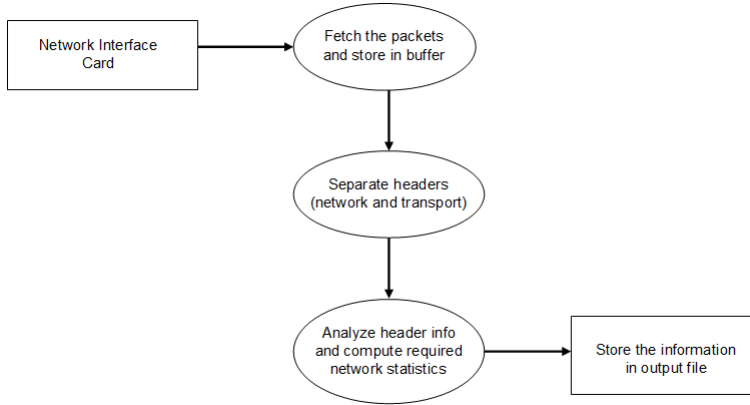 Network Interface
Card
Fetch the packets
and store in buffer
Separate headers
(network and transport)
Analyze header info
and compute required
network statistics
Store the information
in output file